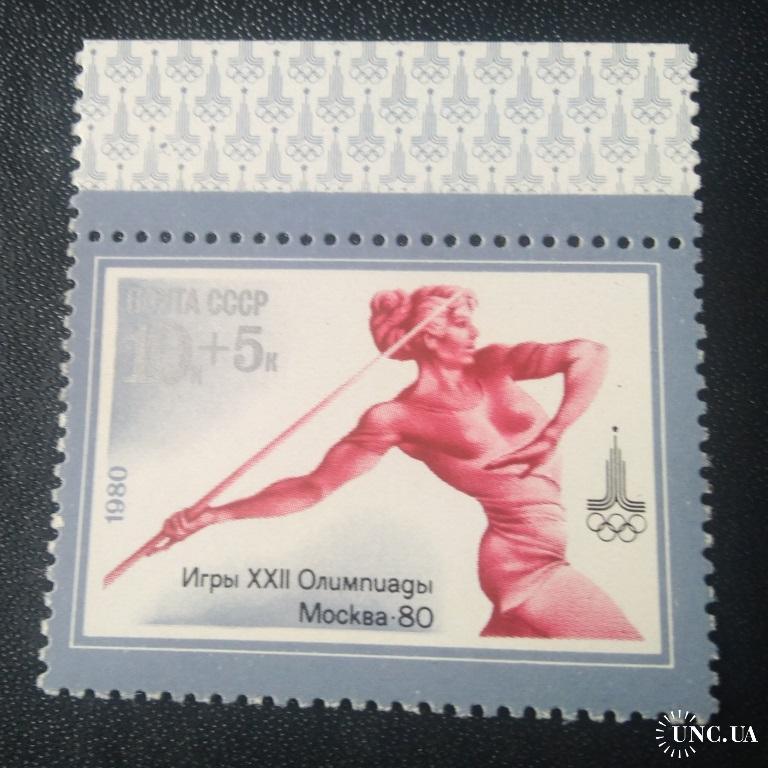 ПОЧТА СССР
10к+5к
1980
Игры XXII Олимпиады
Москва·80
UNC.UA